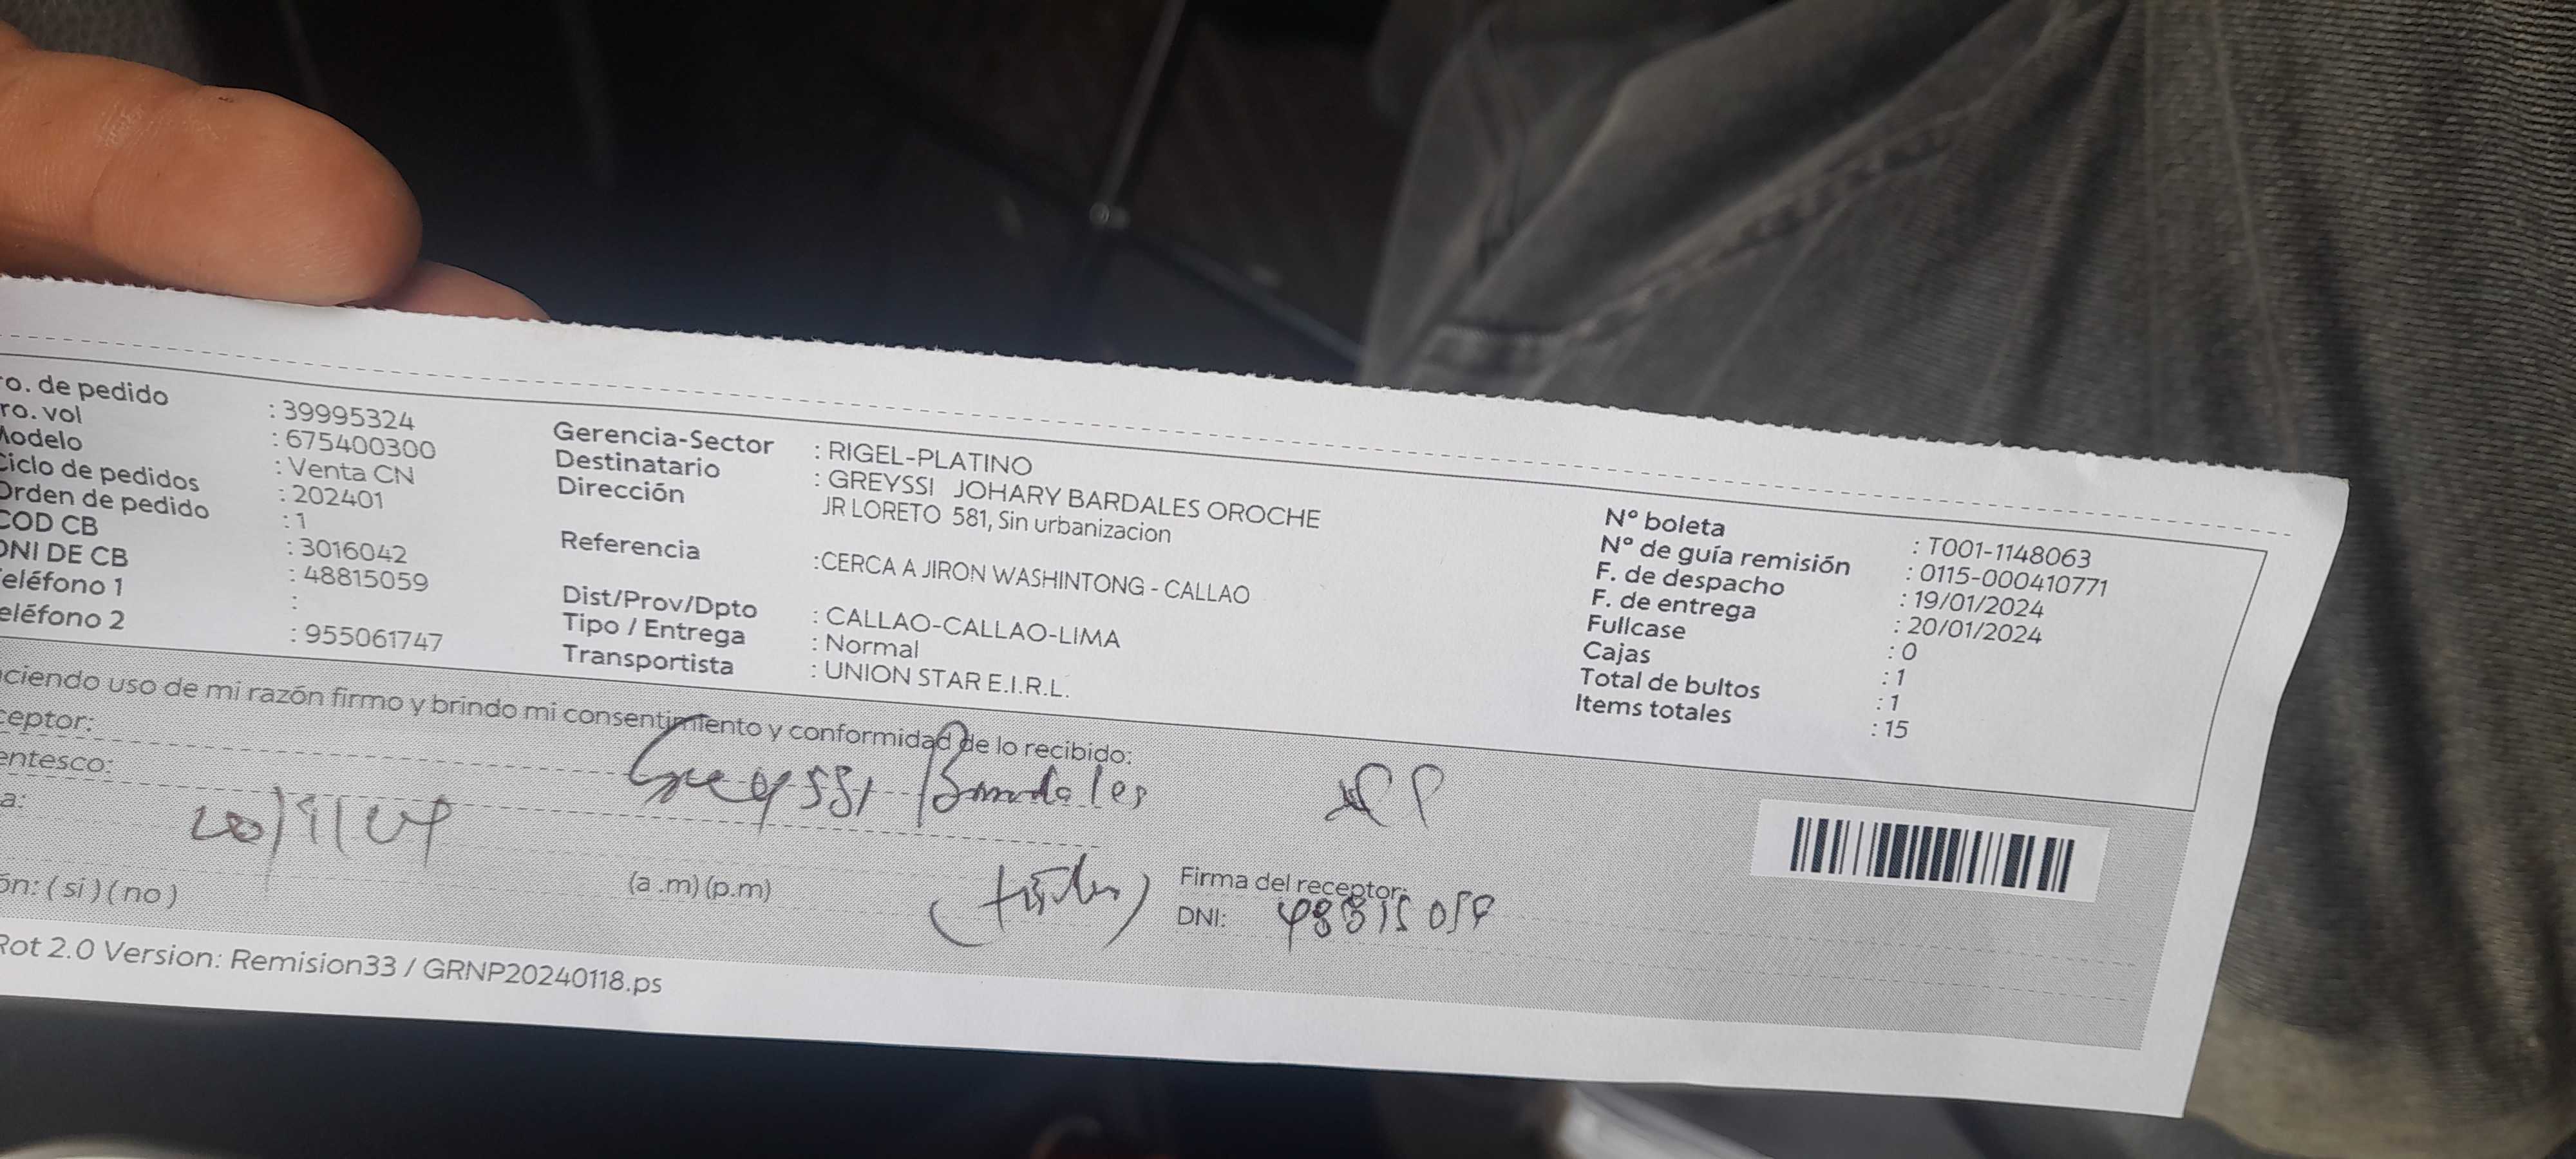 ro. de pedido : 39995324
ro. vol : 675400300
Modelo : Venta CN
Ciclo de pedidos : 202401
Orden de pedido : 1
COD CB : 3016042
DNI DE CB : 48815059
eléfono 1 :
eléfono 2 : 955061747
Gerencia-Sector : RIGEL-PLATINO
Destinatario : GREYSSI JOHARY BARDALES OROCHE
Dirección JR LORETO 581, Sin urbanizacion
Referencia :CERCA A JIRON WASHINTONG - CALLAO
Dist/Prov/Dpto : CALLAO-CALLAO-LIMA
Tipo / Entrega : Normal
Transportista : UNION STAR E.I.R.L.
Nº boleta : T001-1148063
Nº de guía remisión : 0115-000410771
F. de despacho : 19/01/2024
F. de entrega : 20/01/2024
Fullcase : 0
Cajas : 1
Total de bultos : 1
Items totales : 15
ciendo uso de mi razón firmo y brindo mi consentimiento y conformidad de lo recibido:
ceptor: Greyssi Bardales
entesco:
a:
ón: ( si ) ( no ) (a .m) (p.m)
Firma del receptor:
DNI: 48815059
Rot 2.0 Version: Remision33 / GRNP20240118.ps